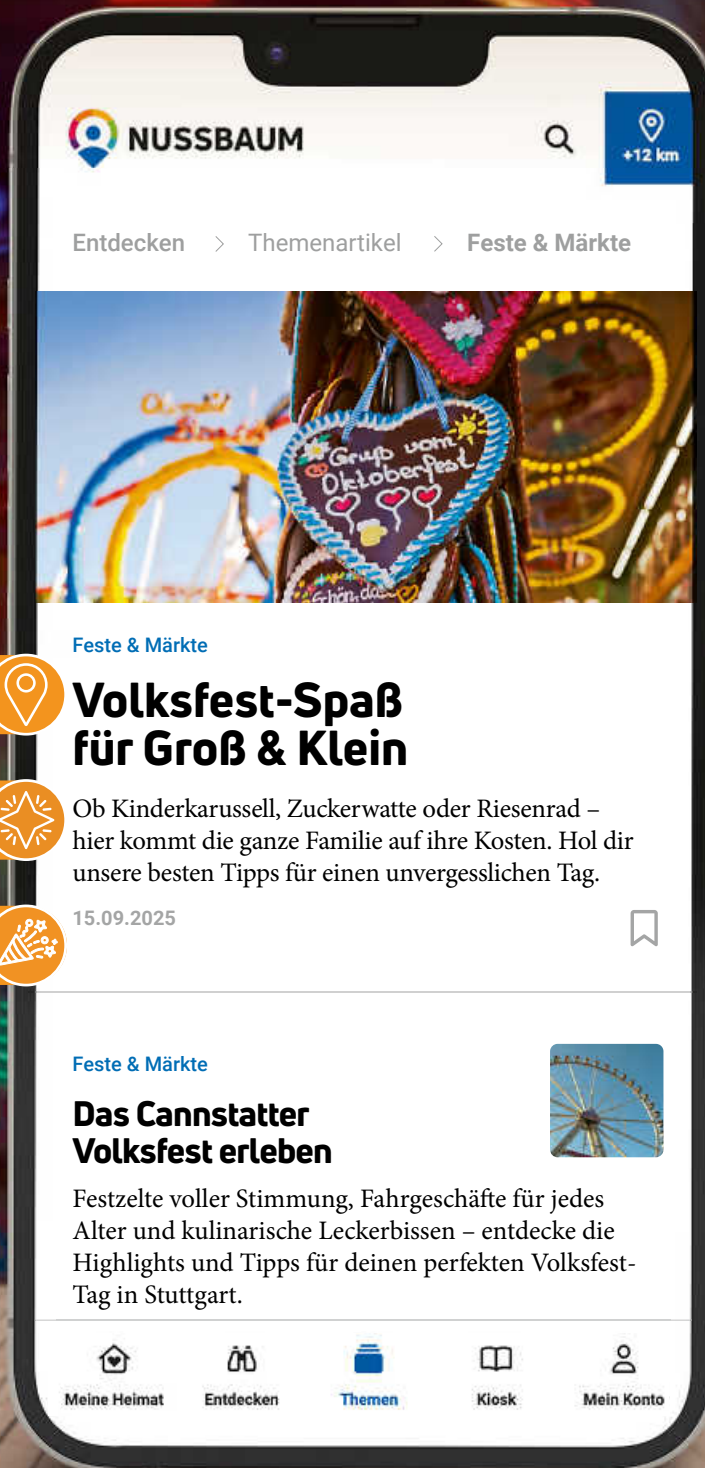 NUSSBAUM
+12 km
Entdecken > Themenartikel > Feste & Märkte
Gruß vom
Oktoberfest
Schön, das
Feste & Märkte
Volksfest-Spaß
für Groß & Klein
Ob Kinderkarussell, Zuckerwatte oder Riesenrad –
hier kommt die ganze Familie auf ihre Kosten. Hol dir
unsere besten Tipps für einen unvergesslichen Tag.
15.09.2025
Feste & Märkte
Das Cannstatter
Volksfest erleben
Festzelte voller Stimmung, Fahrgeschäfte für jedes
Alter und kulinarische Leckerbissen – entdecke die
Highlights und Tipps für deinen perfekten Volksfest-
Tag in Stuttgart.
Meine Heimat Entdecken Themen Kiosk Mein Konto